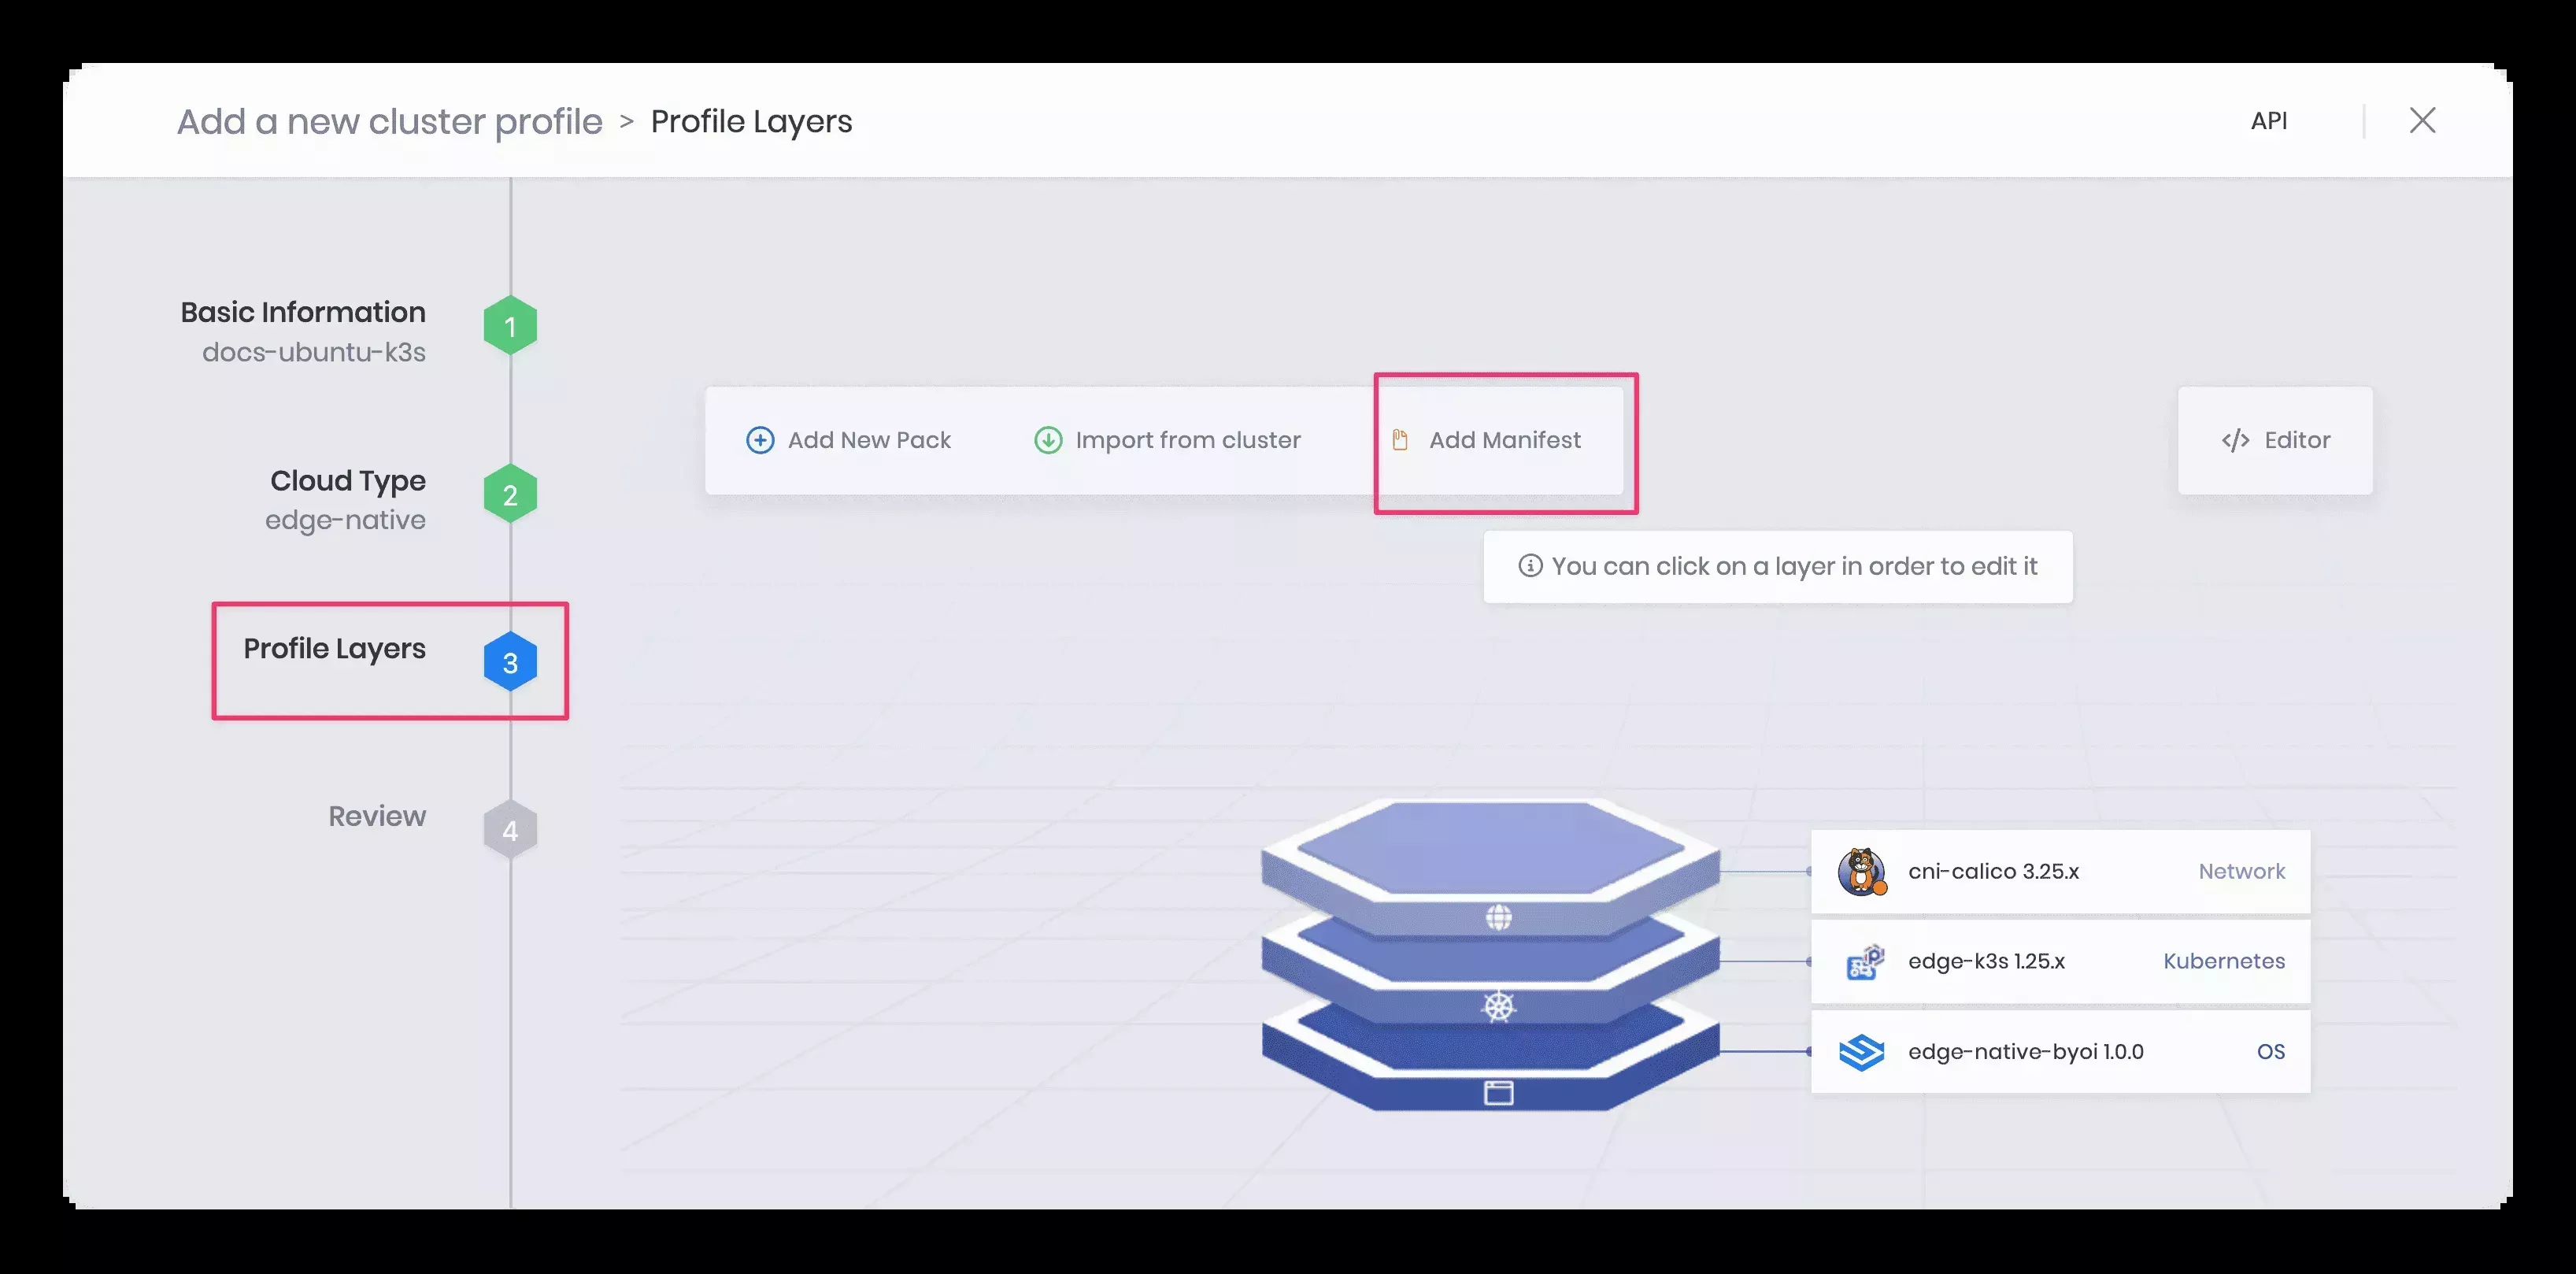 Add a new cluster profile > Profile Layers
API
Basic Information
docs-ubuntu-k3s
1
Cloud Type
edge-native
2
Profile Layers
3
Review
4
Add New Pack
Import from cluster
Add Manifest
Editor
You can click on a layer in order to edit it
cni-calico 3.25.x Network
edge-k3s 1.25.x Kubernetes
edge-native-byoi 1.0.0 OS